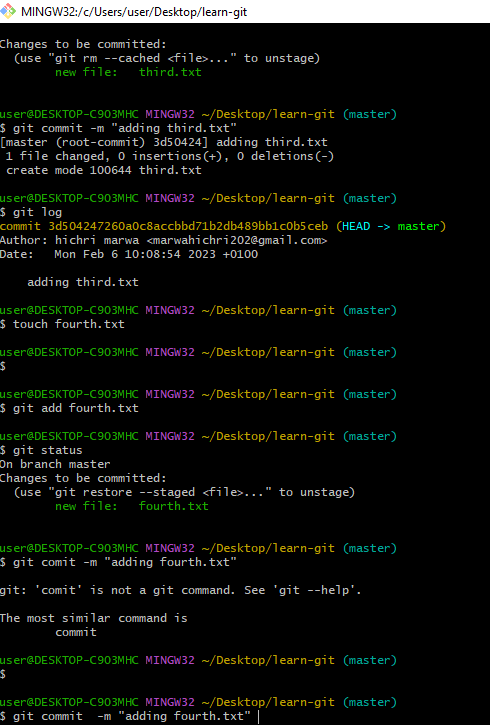 MINGW32:/c/Users/user/Desktop/learn-git
Changes to be committed:
  (use "git rm --cached <file>..." to unstage)
        new file:   third.txt
user@DESKTOP-C903MHC MINGW32 ~/Desktop/learn-git (master)
$ git commit -m "adding third.txt"
[master (root-commit) 3d50424] adding third.txt
 1 file changed, 0 insertions(+), 0 deletions(-)
 create mode 100644 third.txt
user@DESKTOP-C903MHC MINGW32 ~/Desktop/learn-git (master)
$ git log
commit 3d504247260a0c8accbbd71b2db489bb1c0b5ceb (HEAD -> master)
Author: hichri marwa <marwahichri202@gmail.com>
Date:   Mon Feb 6 10:08:54 2023 +0100
    adding third.txt
user@DESKTOP-C903MHC MINGW32 ~/Desktop/learn-git (master)
$ touch fourth.txt
user@DESKTOP-C903MHC MINGW32 ~/Desktop/learn-git (master)
$
user@DESKTOP-C903MHC MINGW32 ~/Desktop/learn-git (master)
$ git add fourth.txt
user@DESKTOP-C903MHC MINGW32 ~/Desktop/learn-git (master)
$ git status
On branch master
Changes to be committed:
  (use "git restore --staged <file>..." to unstage)
        new file:   fourth.txt
user@DESKTOP-C903MHC MINGW32 ~/Desktop/learn-git (master)
$ git comit -m "adding fourth.txt"
git: 'comit' is not a git command. See 'git --help'.
The most similar command is
        commit
user@DESKTOP-C903MHC MINGW32 ~/Desktop/learn-git (master)
$
user@DESKTOP-C903MHC MINGW32 ~/Desktop/learn-git (master)
$ git commit  -m "adding fourth.txt"